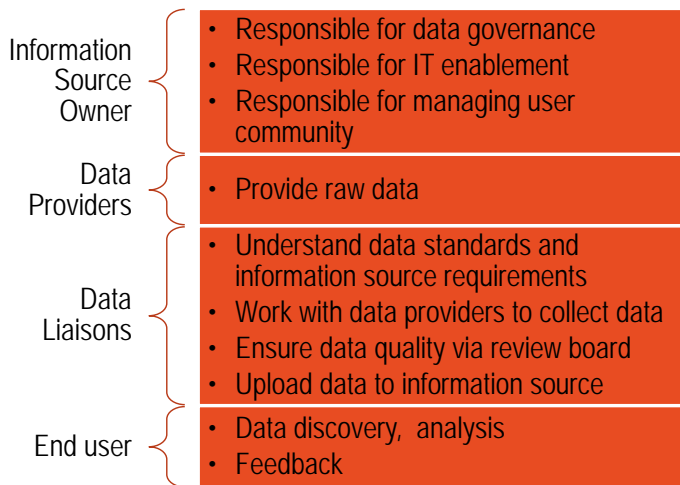 Information
Source
Owner
• Responsible for data governance
• Responsible for IT enablement
• Responsible for managing user
community
Data
Providers
• Provide raw data
Data
Liaisons
• Understand data standards and
information source requirements
• Work with data providers to collect data
• Ensure data quality via review board
• Upload data to information source
End user
• Data discovery, analysis
• Feedback